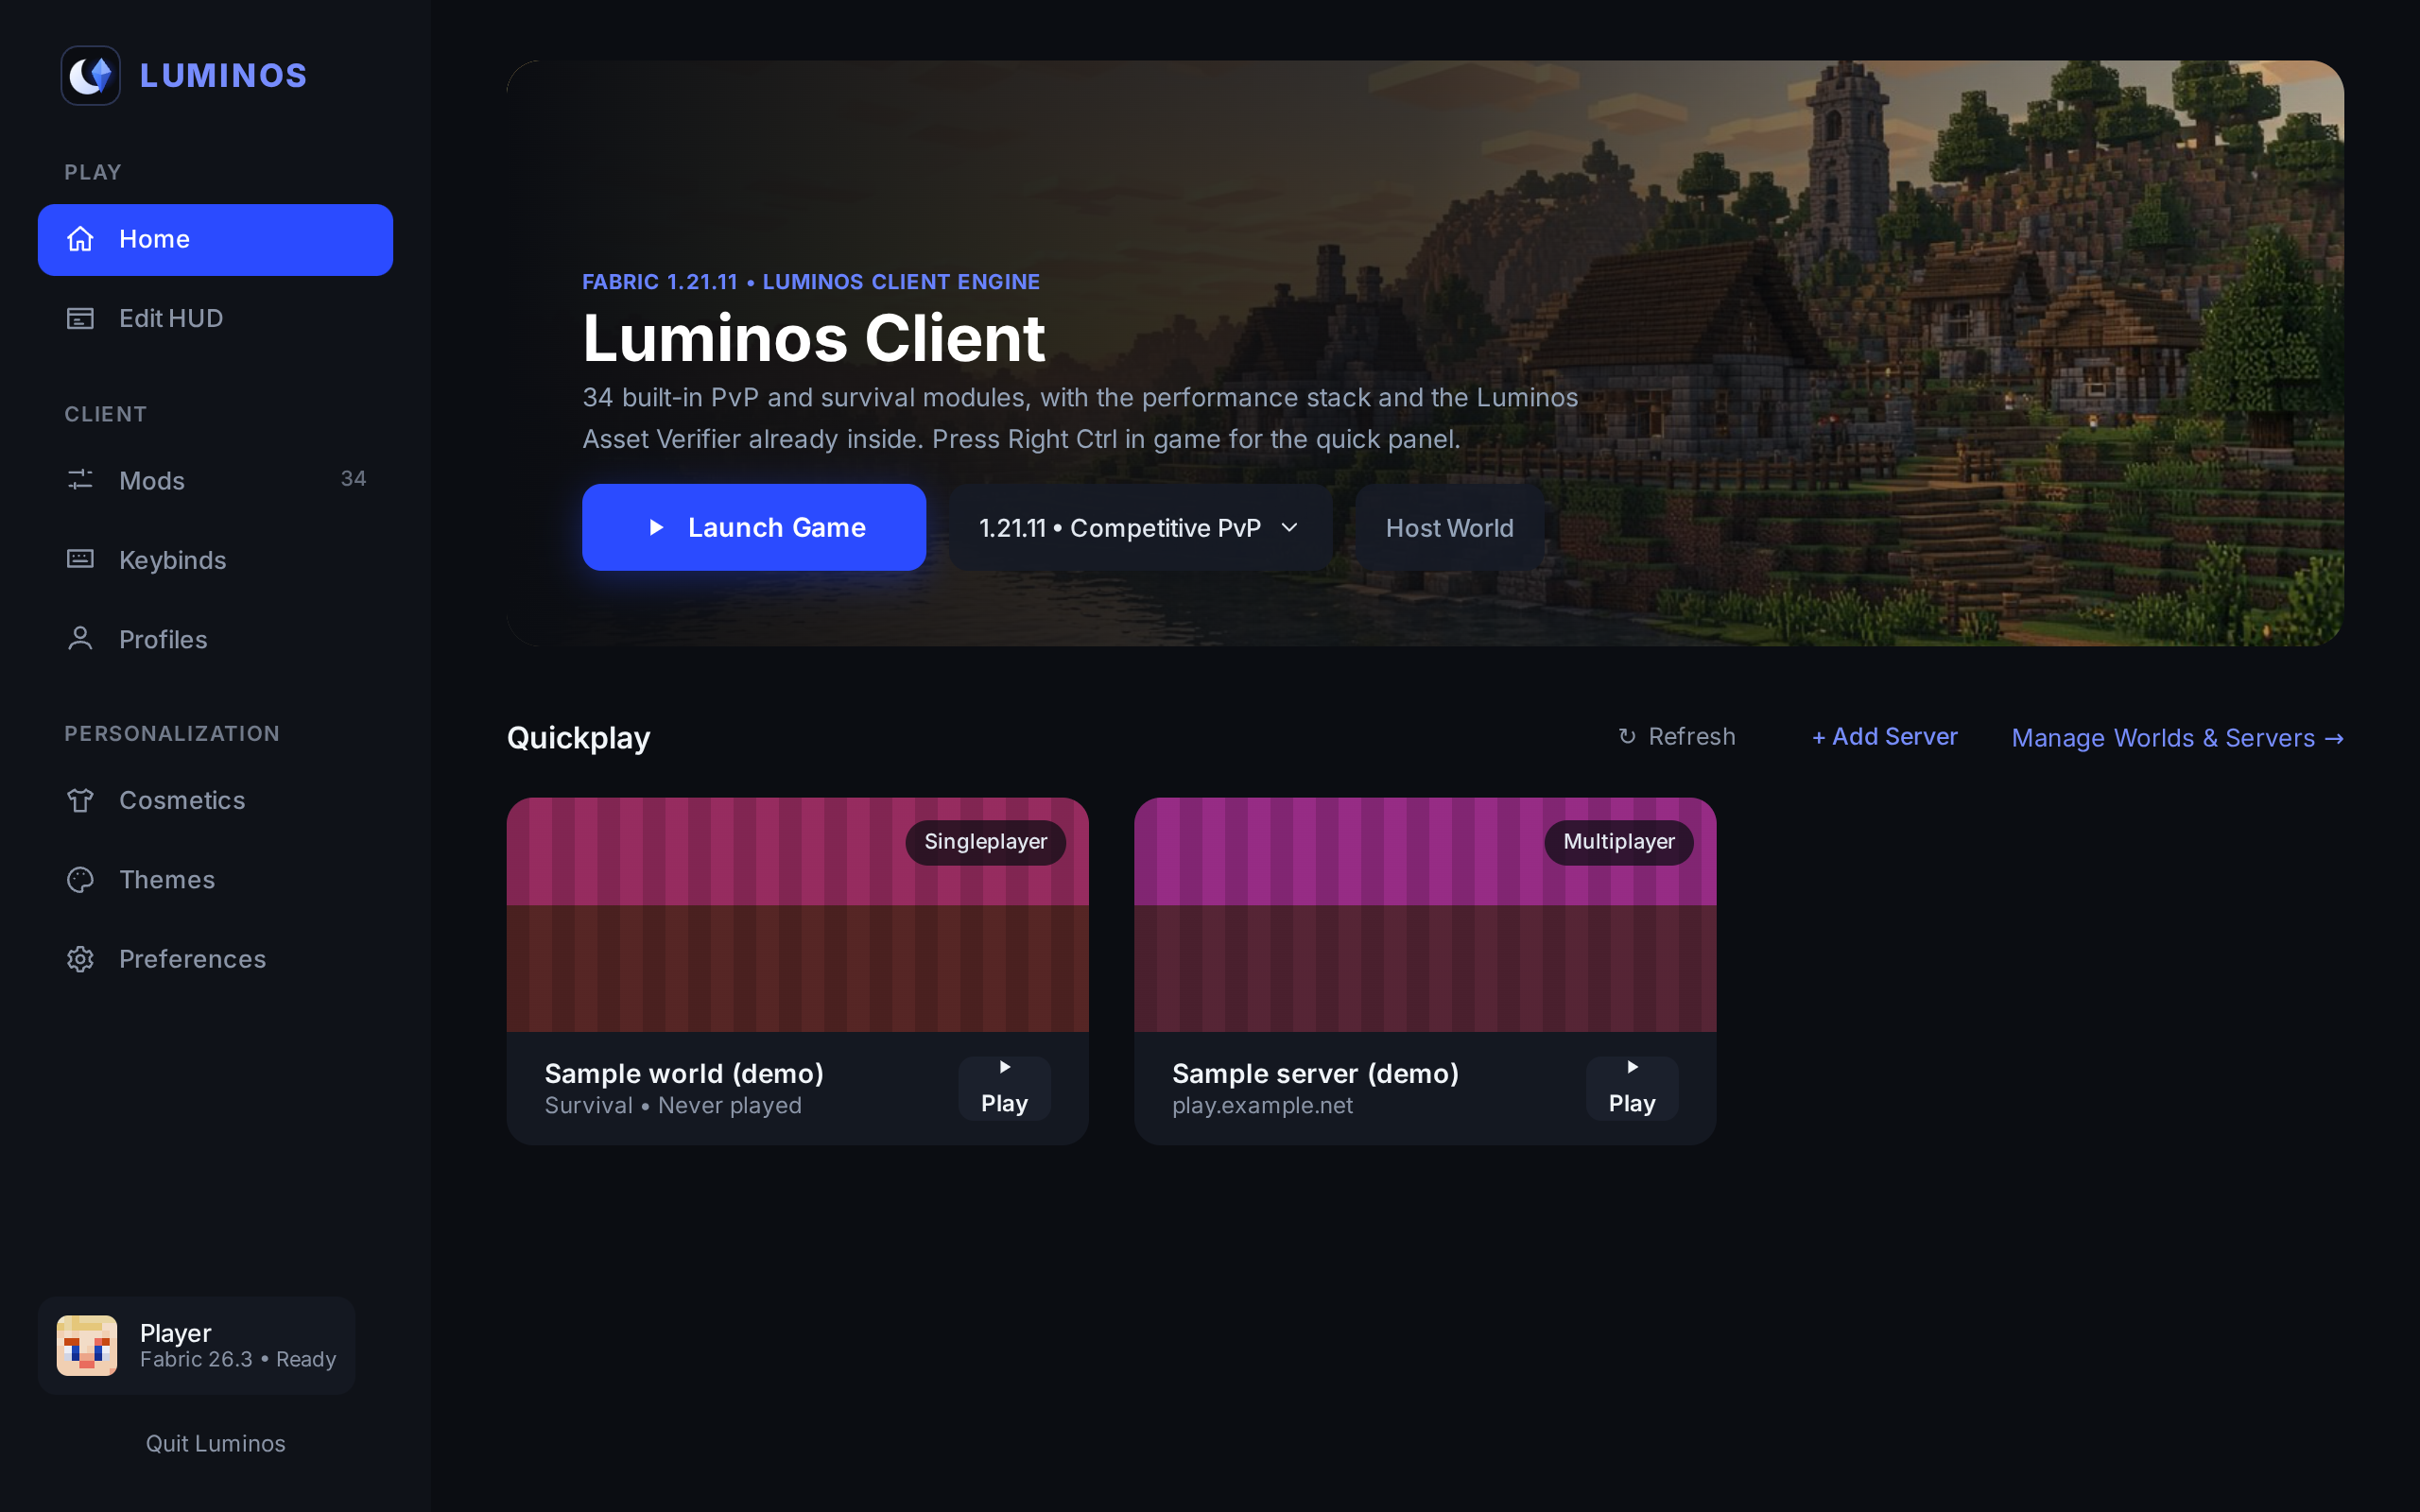 LUMINOS
PLAY
Home
Edit HUD
CLIENT
Mods 34
Keybinds
Profiles
PERSONALIZATION
Cosmetics
Themes
Preferences
Player
Fabric 26.3 • Ready
Quit Luminos
FABRIC 1.21.11 • LUMINOS CLIENT ENGINE
Luminos Client
34 built-in PvP and survival modules, with the performance stack and the Luminos
Asset Verifier already inside. Press Right Ctrl in game for the quick panel.
Launch Game
1.21.11 • Competitive PvP
Host World
Quickplay
↻ Refresh
+ Add Server
Manage Worlds & Servers →
Singleplayer
Sample world (demo)
Survival • Never played
Play
Multiplayer
Sample server (demo)
play.example.net
Play